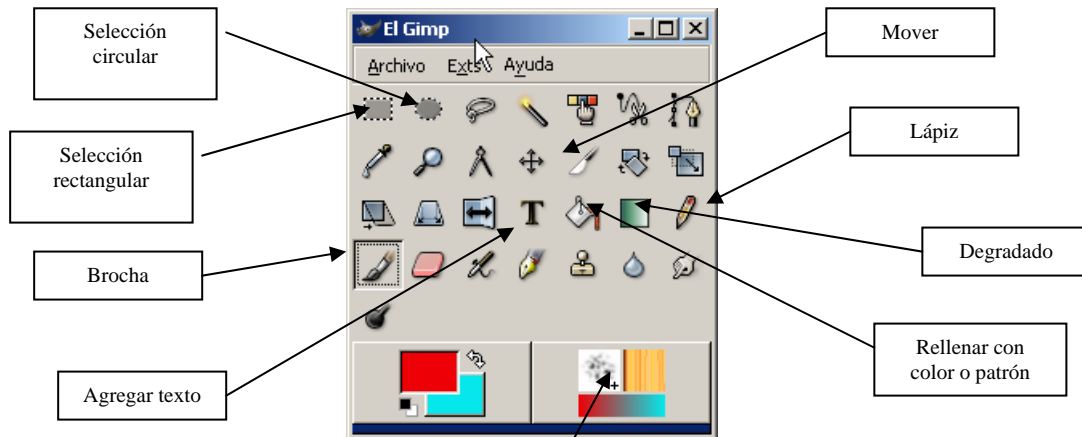 Selección
circular
El Gimp
Mover
Archivo Exts Ayuda
Selección
rectangular
Lápiz
Brocha
Degradado
Agregar texto
Rellenar con
color o patrón